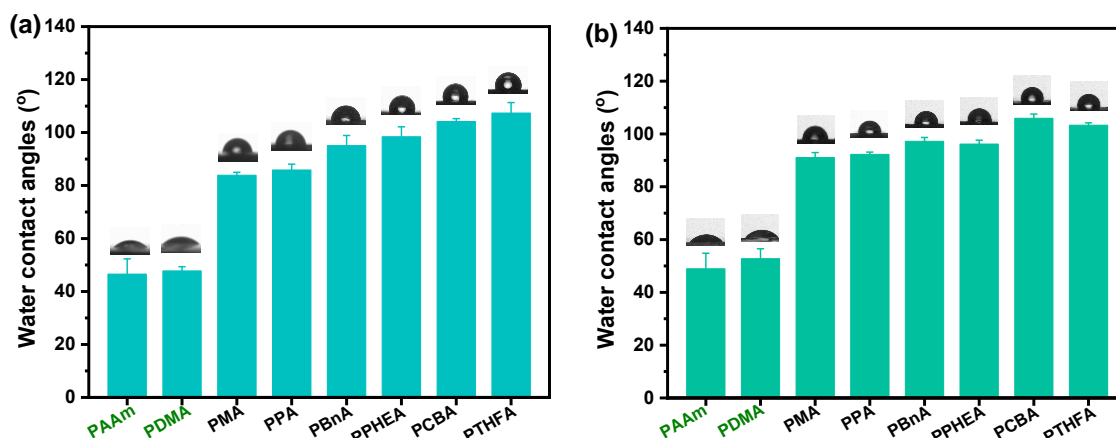 (a)
Water contact angles (º)
140
120
100
80
60
40
20
0
PAAm
PDMA
PMA
PPA
PBnA
PPHEA
PCBA
PTHFA
(b)
Water contact angles (º)
140
120
100
80
60
40
20
0
PAAm
PDMA
PMA
PPA
PBnA
PPHEA
PCBA
PTHFA